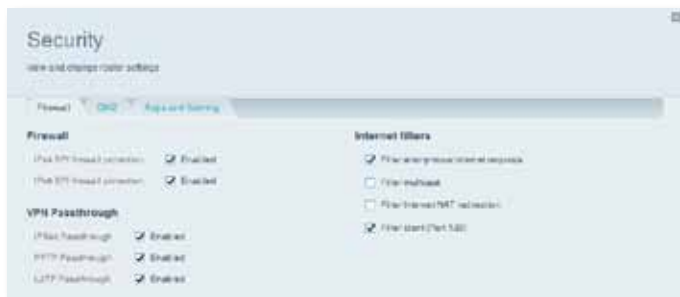 Security
View and change router settings
Firewall
DMZ
Apps and Gaming
Firewall
IPv6 SPI firewall protection: Enabled
IPv4 SPI firewall protection: Enabled
VPN Passthrough
IPSec Passthrough: Enabled
PPTP Passthrough: Enabled
L2TP Passthrough: Enabled
Internet filters
Filter anonymous Internet requests
Filter multicast
Filter Internet NAT redirection
Filter ident (Port 113)